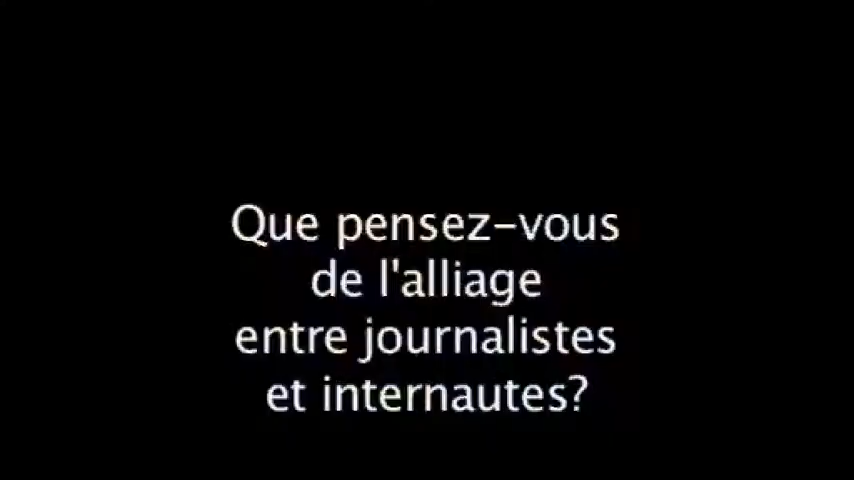 Que pensez-vous
de l'alliage
entre journalistes
et internautes?